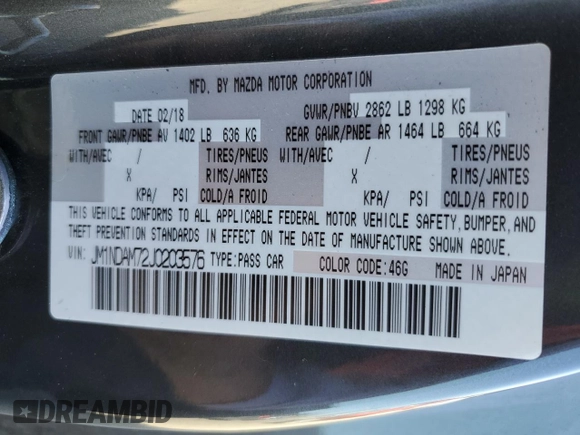 MFD. BY MAZDA MOTOR CORPORATION
DATE 02/18 GVWR/PNBV 2862 LB 1298 KG
FRONT GAWR/PNBE AV 1402 LB 636 KG REAR GAWR/PNBE AR 1464 LB 664 KG
WITH/AVEC / TIRES/PNEUS WITH/AVEC / TIRES/PNEUS
X RIMS/JANTES X RIMS/JANTES
KPA/ PSI COLD/A FROID KPA/ PSI COLD/A FROID
THIS VEHICLE CONFORMS TO ALL APPLICABLE FEDERAL MOTOR VEHICLE SAFETY, BUMPER, AND
THEFT PREVENTION STANDARDS IN EFFECT ON THE DATE OF MANUFACTURE SHOWN ABOVE.
VIN: JM1NDAM72J0203576 TYPE:PASS CAR COLOR CODE:46G MADE IN JAPAN
DREAMBID